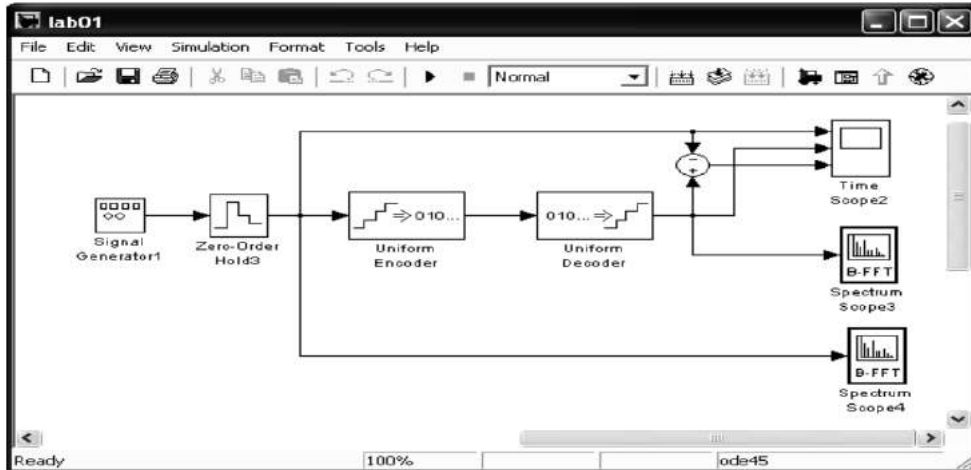 lab01
File Edit View Simulation Format Tools Help
Normal
Time
Scope2
Signal
Generator1
Zero-Order
Hold3
010...
Uniform
Encoder
010...
Uniform
Decoder
B-FFT
Spectrum
Scope3
B-FFT
Spectrum
Scope4
Ready 100% ode45